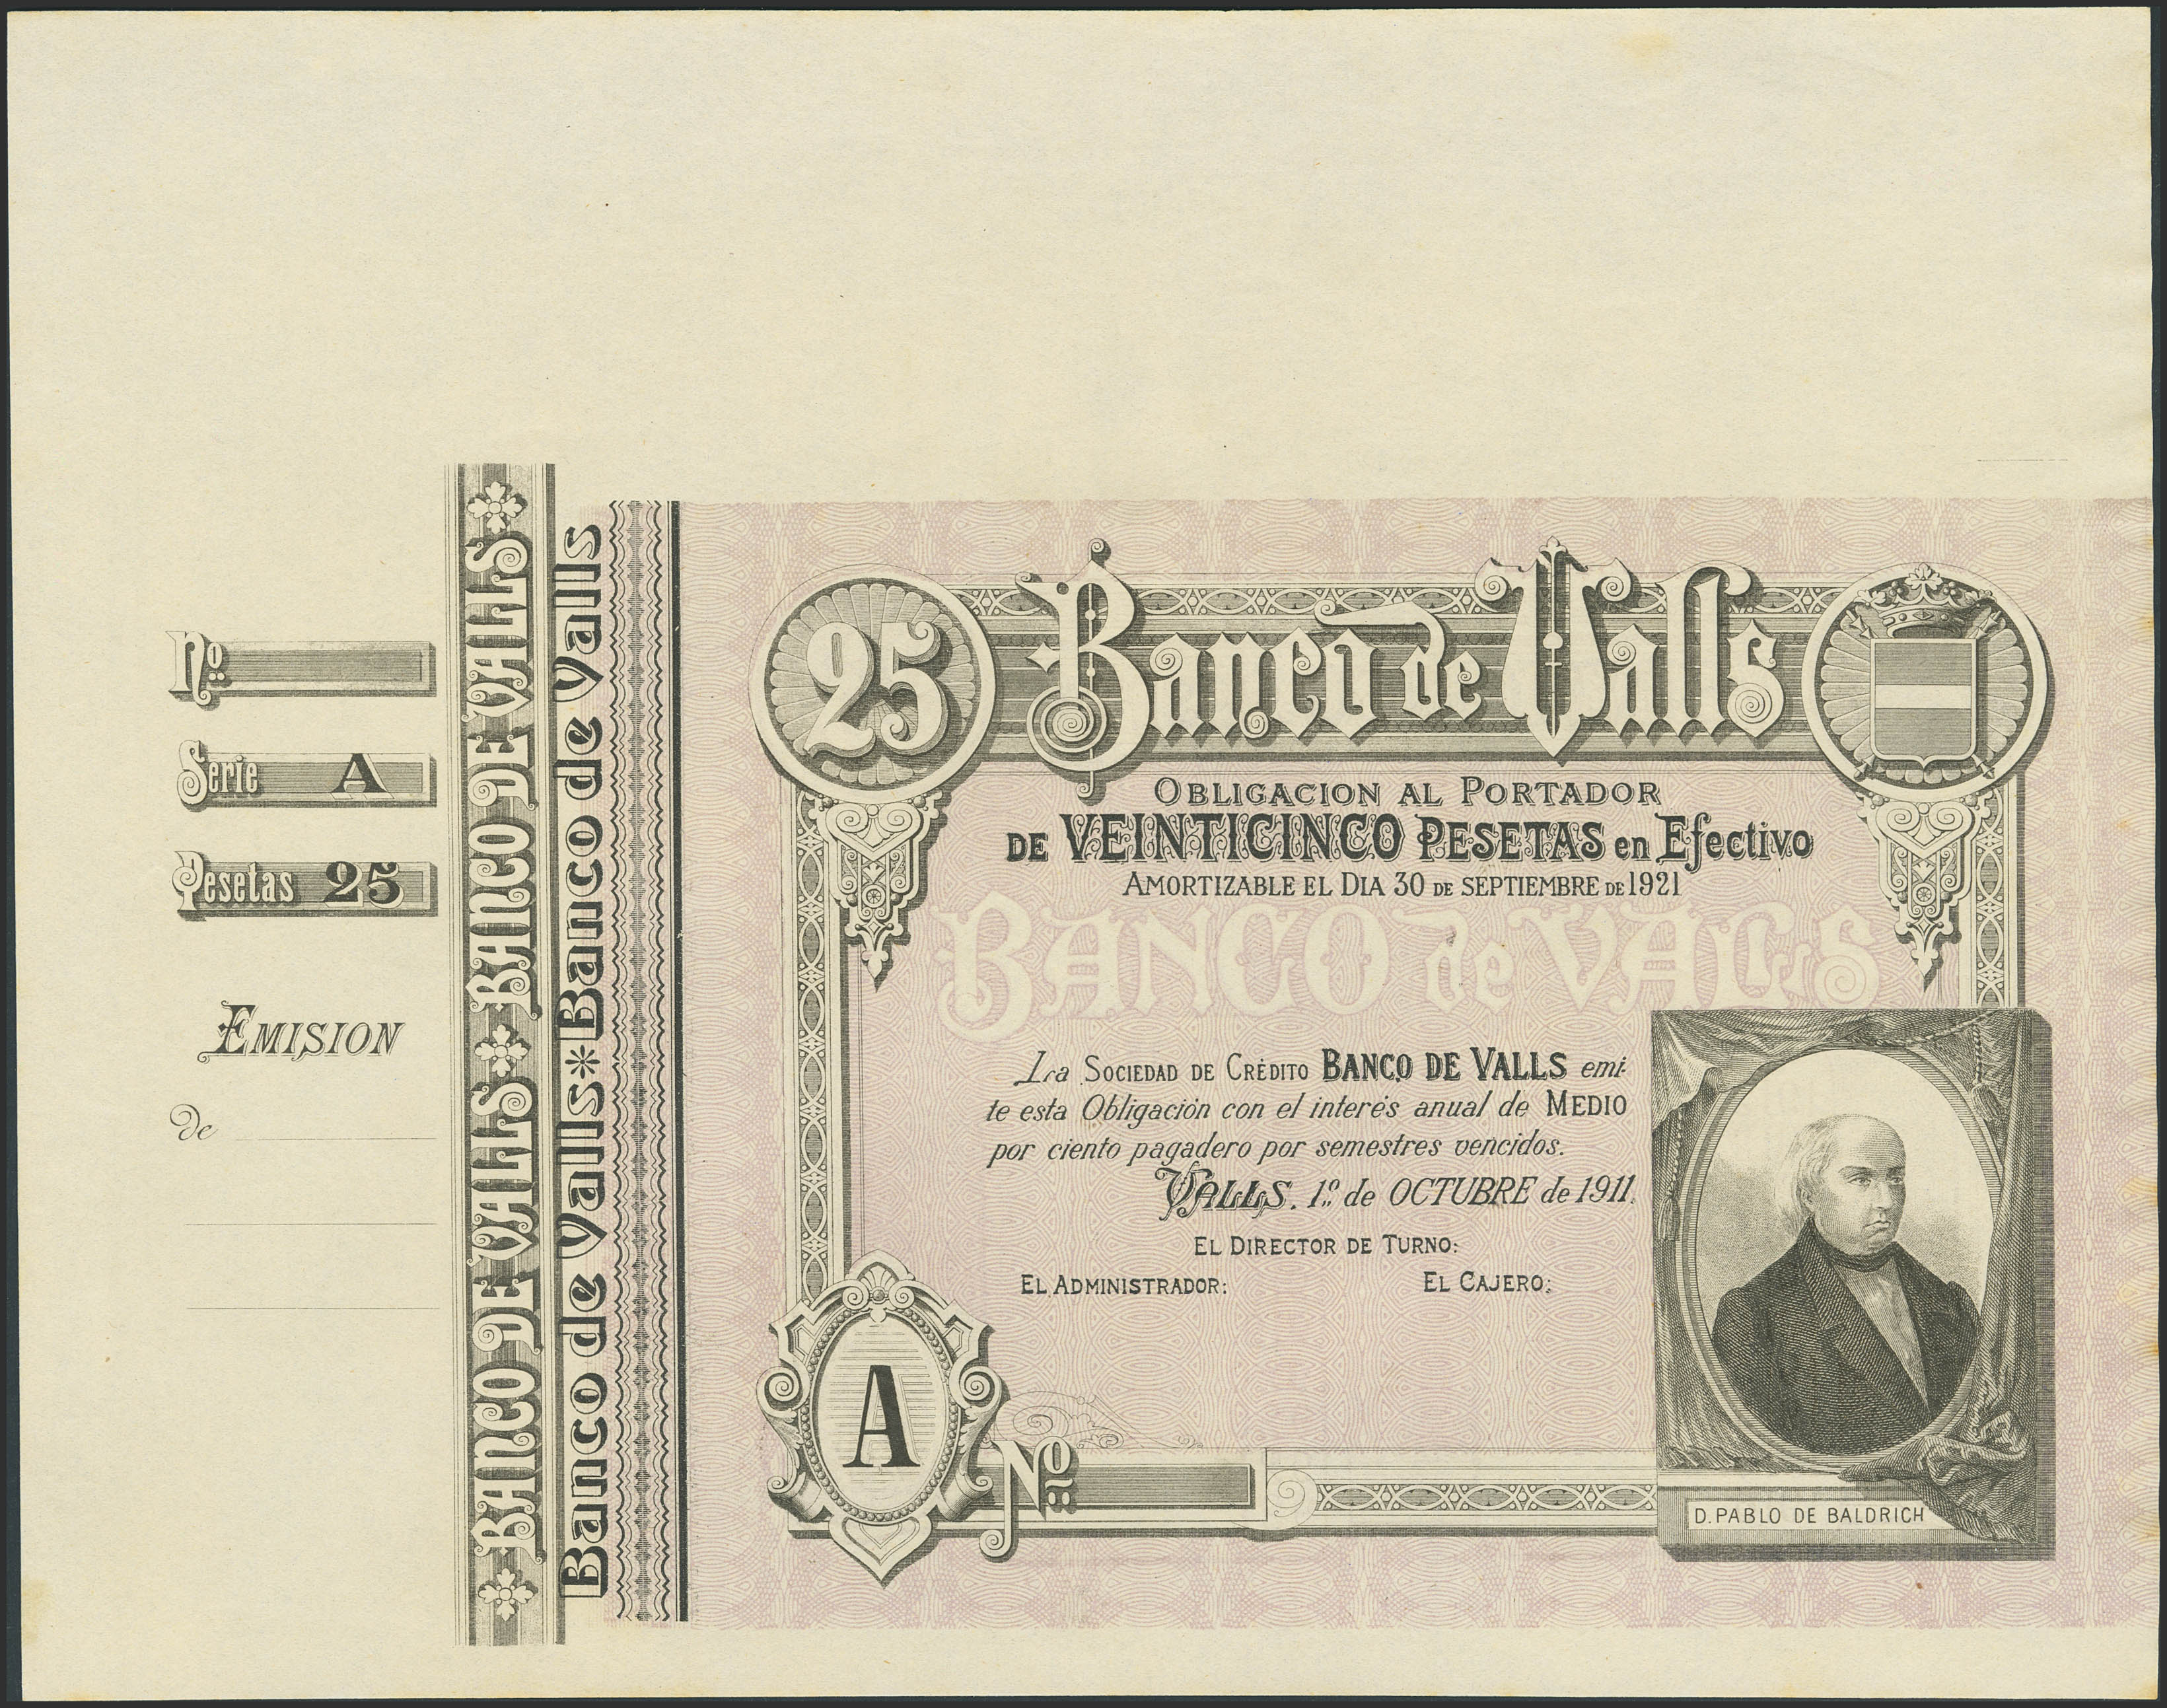 Nº
Serie A
Pesetas 25
EMISION
de
BANCO DE VALLS BANCO DE VALLS
Banco de Valls*Banco de Valls
25 Banco de Valls
OBLIGACION AL PORTADOR
DE VEINTICINCO PESETAS en Efectivo
AMORTIZABLE EL DIA 30 DE SEPTIEMBRE DE 1921
BANCO de VALLS
La SOCIEDAD DE CRÉDITO BANCO DE VALLS emi-
te esta Obligación con el interés anual de MEDIO
por ciento pagadero por semestres vencidos.
VALLS. 1º de OCTUBRE de 1911.
EL DIRECTOR DE TURNO:
EL ADMINISTRADOR: EL CAJERO:
A
Nº
D. PABLO DE BALDRICH